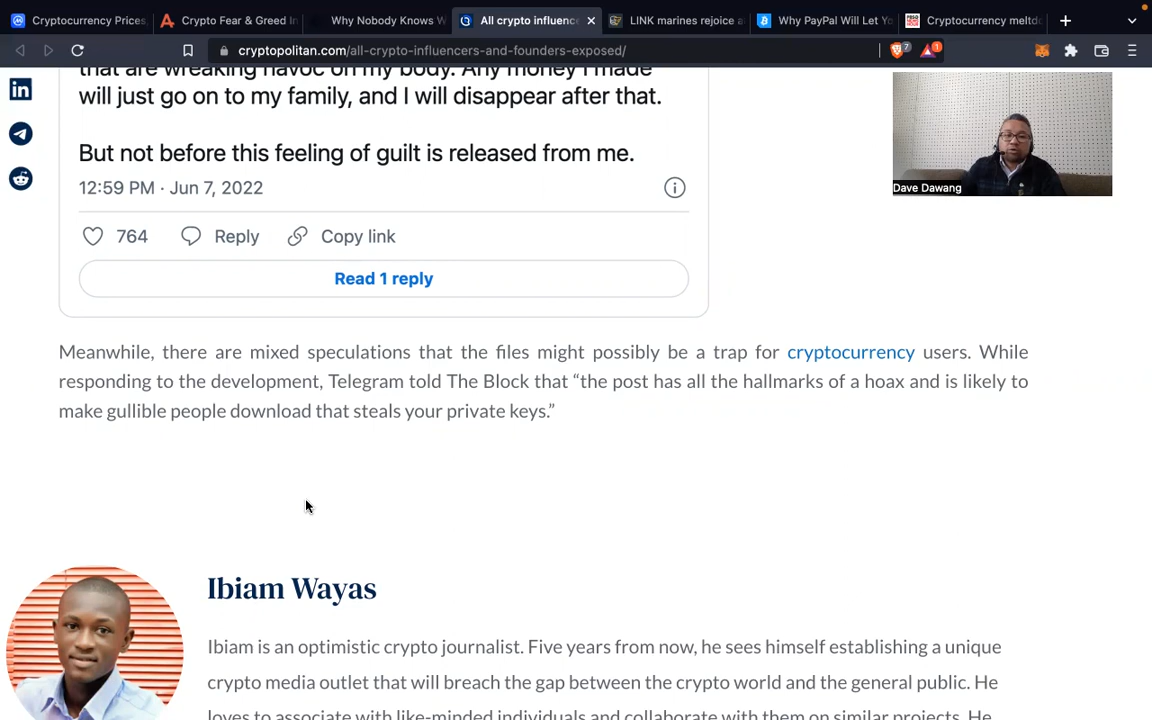 Cryptocurrency Prices,
Crypto Fear & Greed In
Why Nobody Knows W
All crypto influenc
LINK marines rejoice a
Why PayPal Will Let Yo
Cryptocurrency meltdo
cryptopolitan.com/all-crypto-influencers-and-founders-exposed/
7
1
that are wreaking havoc on my body. Any money I made
will just go on to my family, and I will disappear after that.
But not before this feeling of guilt is released from me.
12:59 PM · Jun 7, 2022
764 Reply Copy link
Read 1 reply
Dave Dawang
Meanwhile, there are mixed speculations that the files might possibly be a trap for cryptocurrency users. While
responding to the development, Telegram told The Block that “the post has all the hallmarks of a hoax and is likely to
make gullible people download that steals your private keys.”
Ibiam Wayas
Ibiam is an optimistic crypto journalist. Five years from now, he sees himself establishing a unique
crypto media outlet that will breach the gap between the crypto world and the general public. He
loves to associate with like-minded individuals and collaborate with them on similar projects. He